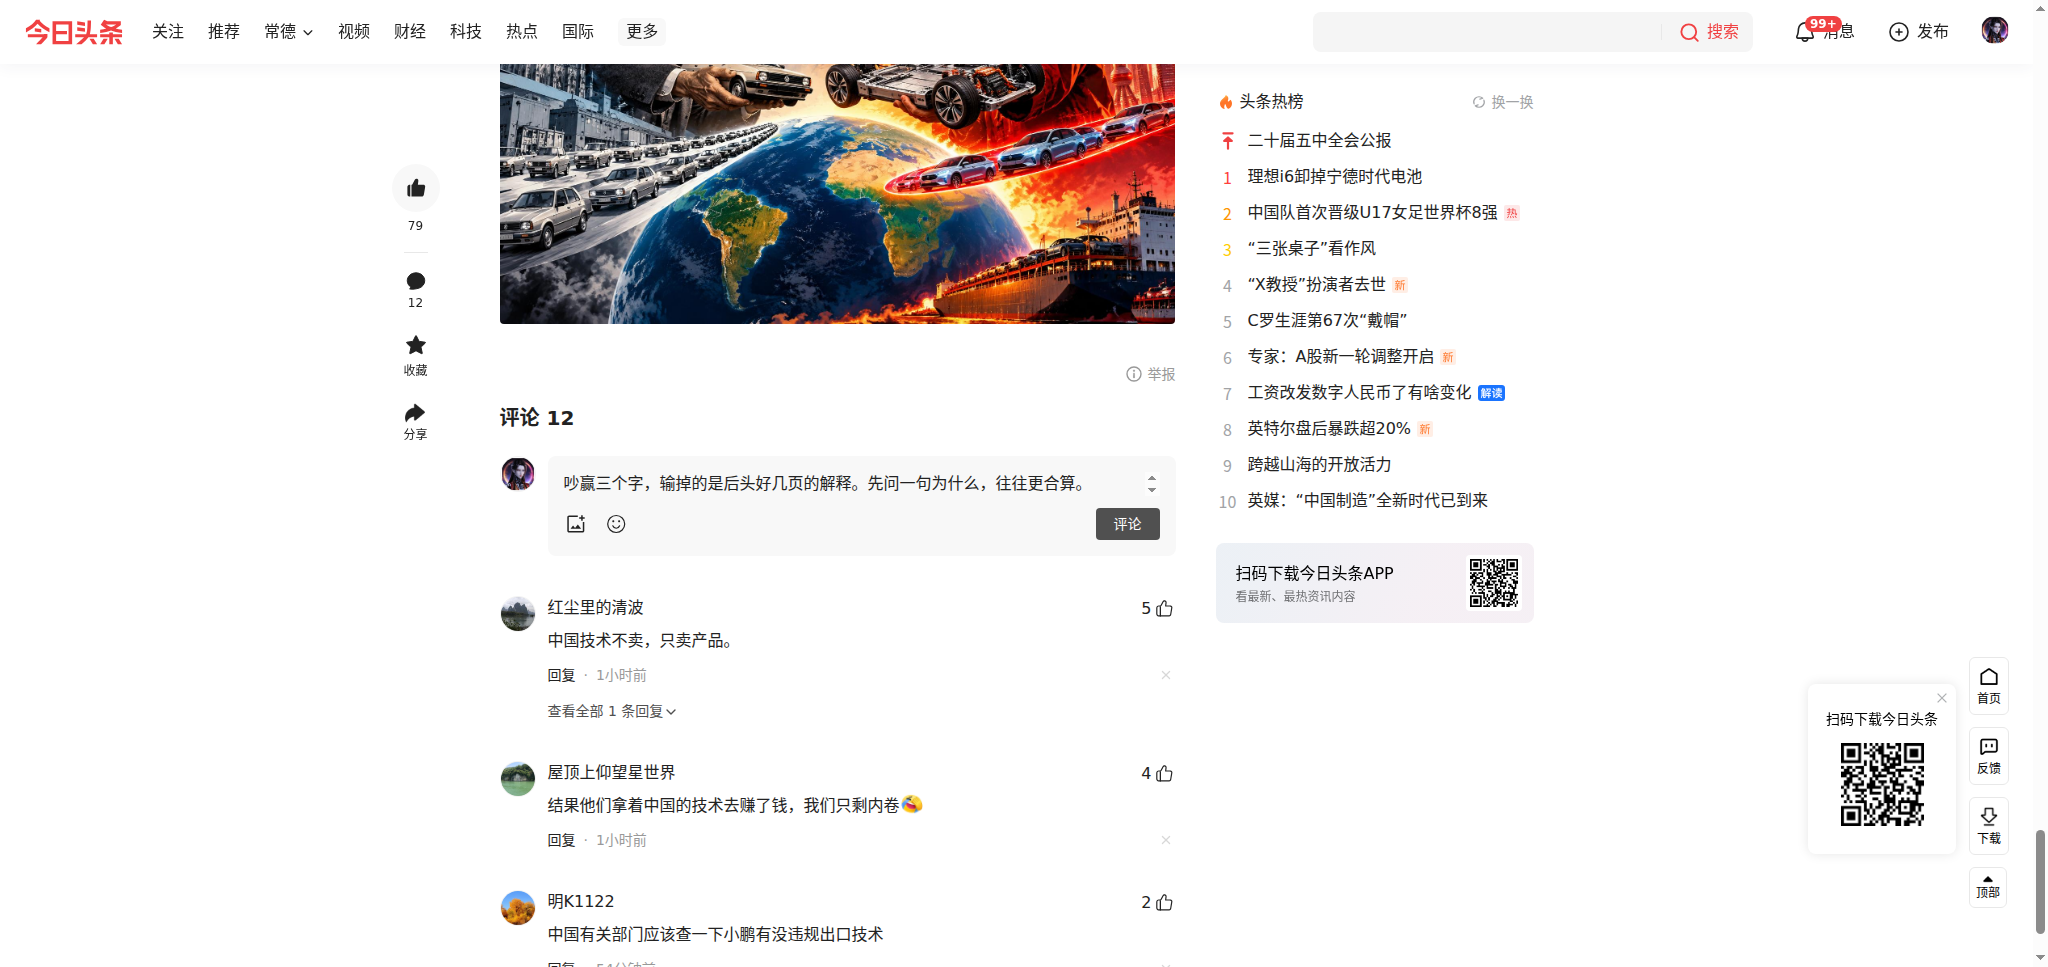 今日头条
关注
推荐
常德
视频
财经
科技
热点
国际
更多
搜索
99+
消息
发布
79
12
收藏
分享
举报
评论 12
吵赢三个字，输掉的是后头好几页的解释。先问一句为什么，往往更合算。
评论
红尘里的清波
5
中国技术不卖，只卖产品。
回复 · 1小时前
查看全部 1 条回复
屋顶上仰望星世界
4
结果他们拿着中国的技术去赚了钱，我们只剩内卷
回复 · 1小时前
明K1122
2
中国有关部门应该查一下小鹏有没违规出口技术
回复 · 54分钟前
头条热榜
换一换
二十届五中全会公报
1 理想i6卸掉宁德时代电池
2 中国队首次晋级U17女足世界杯8强 热
3 “三张桌子”看作风
4 “X教授”扮演者去世 新
5 C罗生涯第67次“戴帽”
6 专家：A股新一轮调整开启 新
7 工资改发数字人民币了有啥变化 解读
8 英特尔盘后暴跌超20% 新
9 跨越山海的开放活力
10 英媒：“中国制造”全新时代已到来
扫码下载今日头条APP
看最新、最热资讯内容
扫码下载今日头条
首页
反馈
下载
顶部